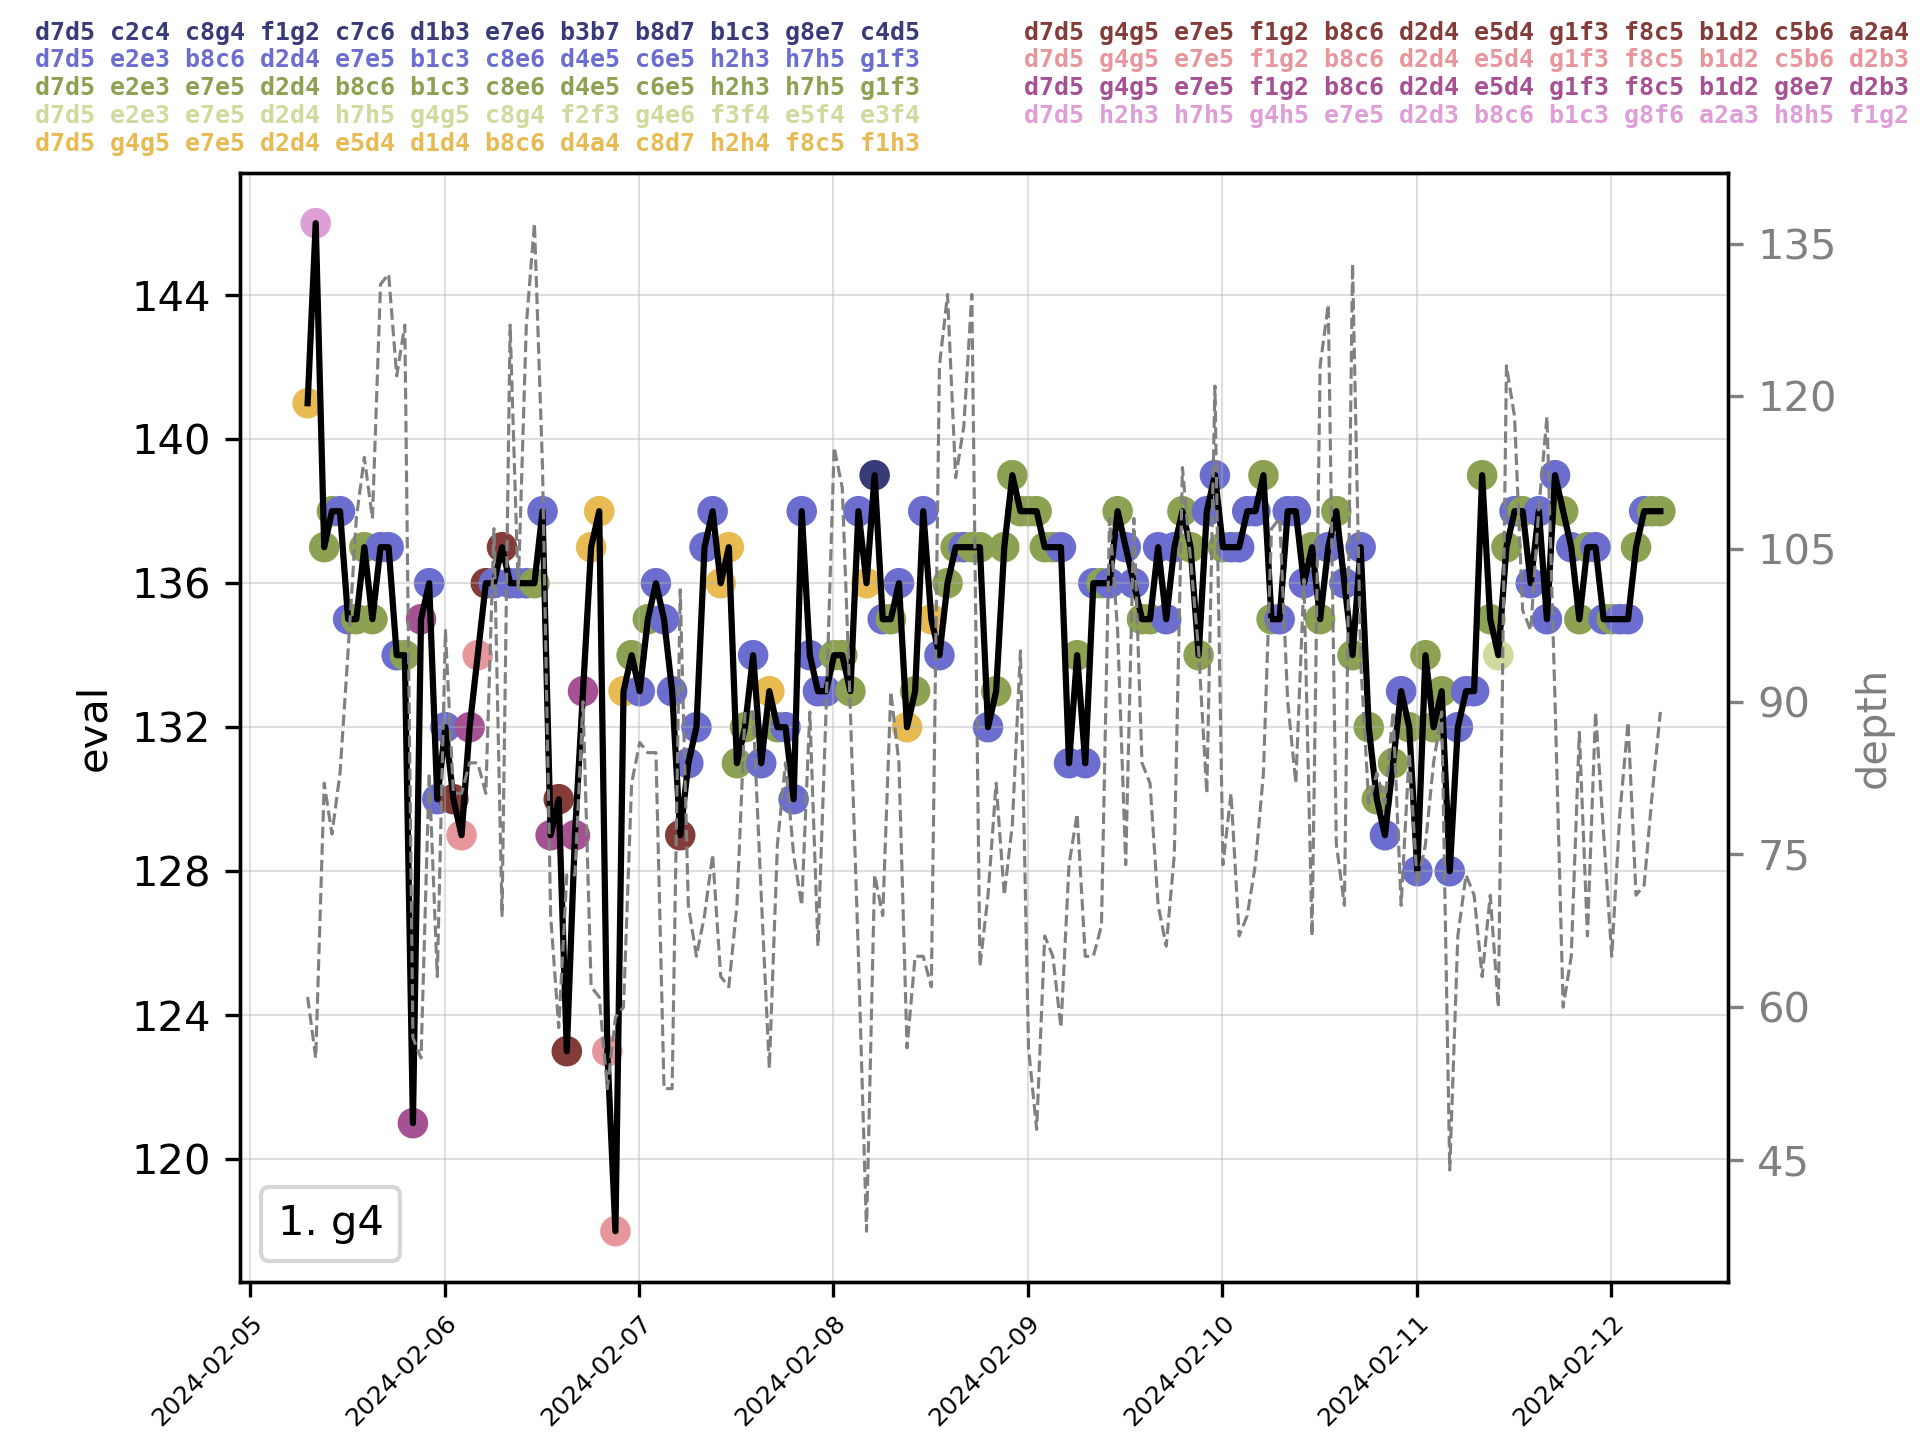 d7d5 c2c4 c8g4 f1g2 c7c6 d1b3 e7e6 b3b7 b8d7 b1c3 g8e7 c4d5
d7d5 e2e3 b8c6 d2d4 e7e5 b1c3 c8e6 d4e5 c6e5 h2h3 h7h5 g1f3
d7d5 e2e3 e7e5 d2d4 b8c6 b1c3 c8e6 d4e5 c6e5 h2h3 h7h5 g1f3
d7d5 e2e3 e7e5 d2d4 h7h5 g4g5 c8g4 f2f3 g4e6 f3f4 e5f4 e3f4
d7d5 g4g5 e7e5 d2d4 e5d4 d1d4 b8c6 d4a4 c8d7 h2h4 f8c5 f1h3
d7d5 g4g5 e7e5 f1g2 b8c6 d2d4 e5d4 g1f3 f8c5 b1d2 c5b6 a2a4
d7d5 g4g5 e7e5 f1g2 b8c6 d2d4 e5d4 g1f3 f8c5 b1d2 c5b6 d2b3
d7d5 g4g5 e7e5 f1g2 b8c6 d2d4 e5d4 g1f3 f8c5 b1d2 g8e7 d2b3
d7d5 h2h3 h7h5 g4h5 e7e5 d2d3 b8c6 b1c3 g8f6 a2a3 h8h5 f1g2
144
140
136
132
128
124
120
eval
135
120
105
90
75
60
45
depth
1. g4
2024-02-05
2024-02-06
2024-02-07
2024-02-08
2024-02-09
2024-02-10
2024-02-11
2024-02-12